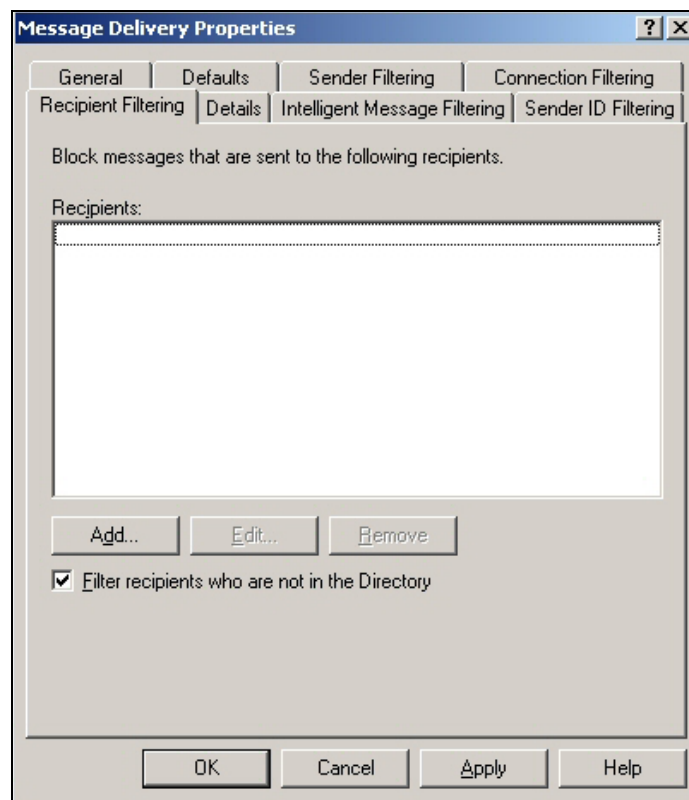 Message Delivery Properties
General Defaults Sender Filtering Connection Filtering
Recipient Filtering Details Intelligent Message Filtering Sender ID Filtering
Block messages that are sent to the following recipients.
Recipients:
Add... Edit... Remove
Filter recipients who are not in the Directory
OK Cancel Apply Help